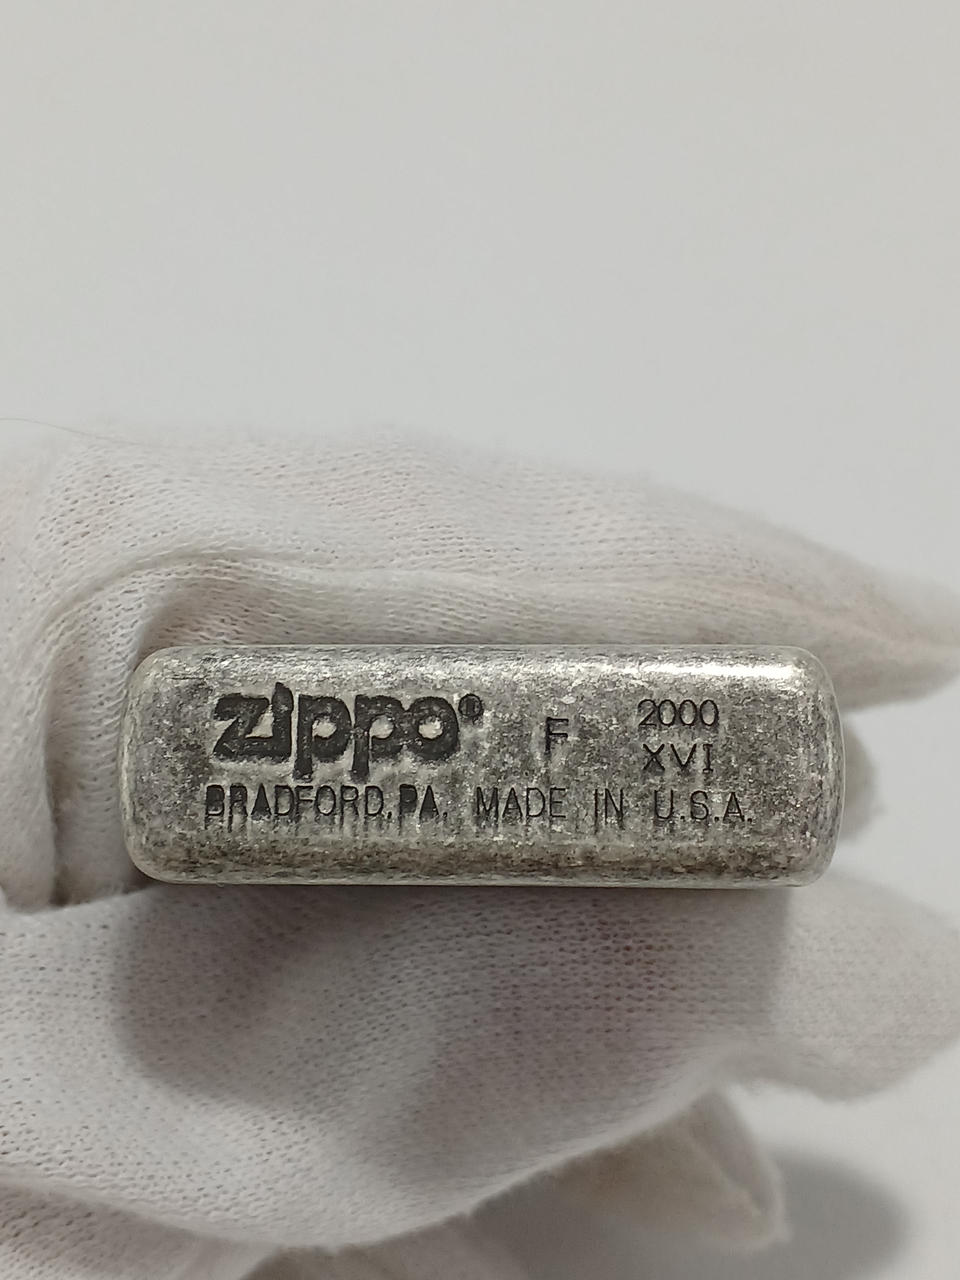 zippo®
F
2000
XVI
BRADFORD,PA. MADE IN U.S.A.